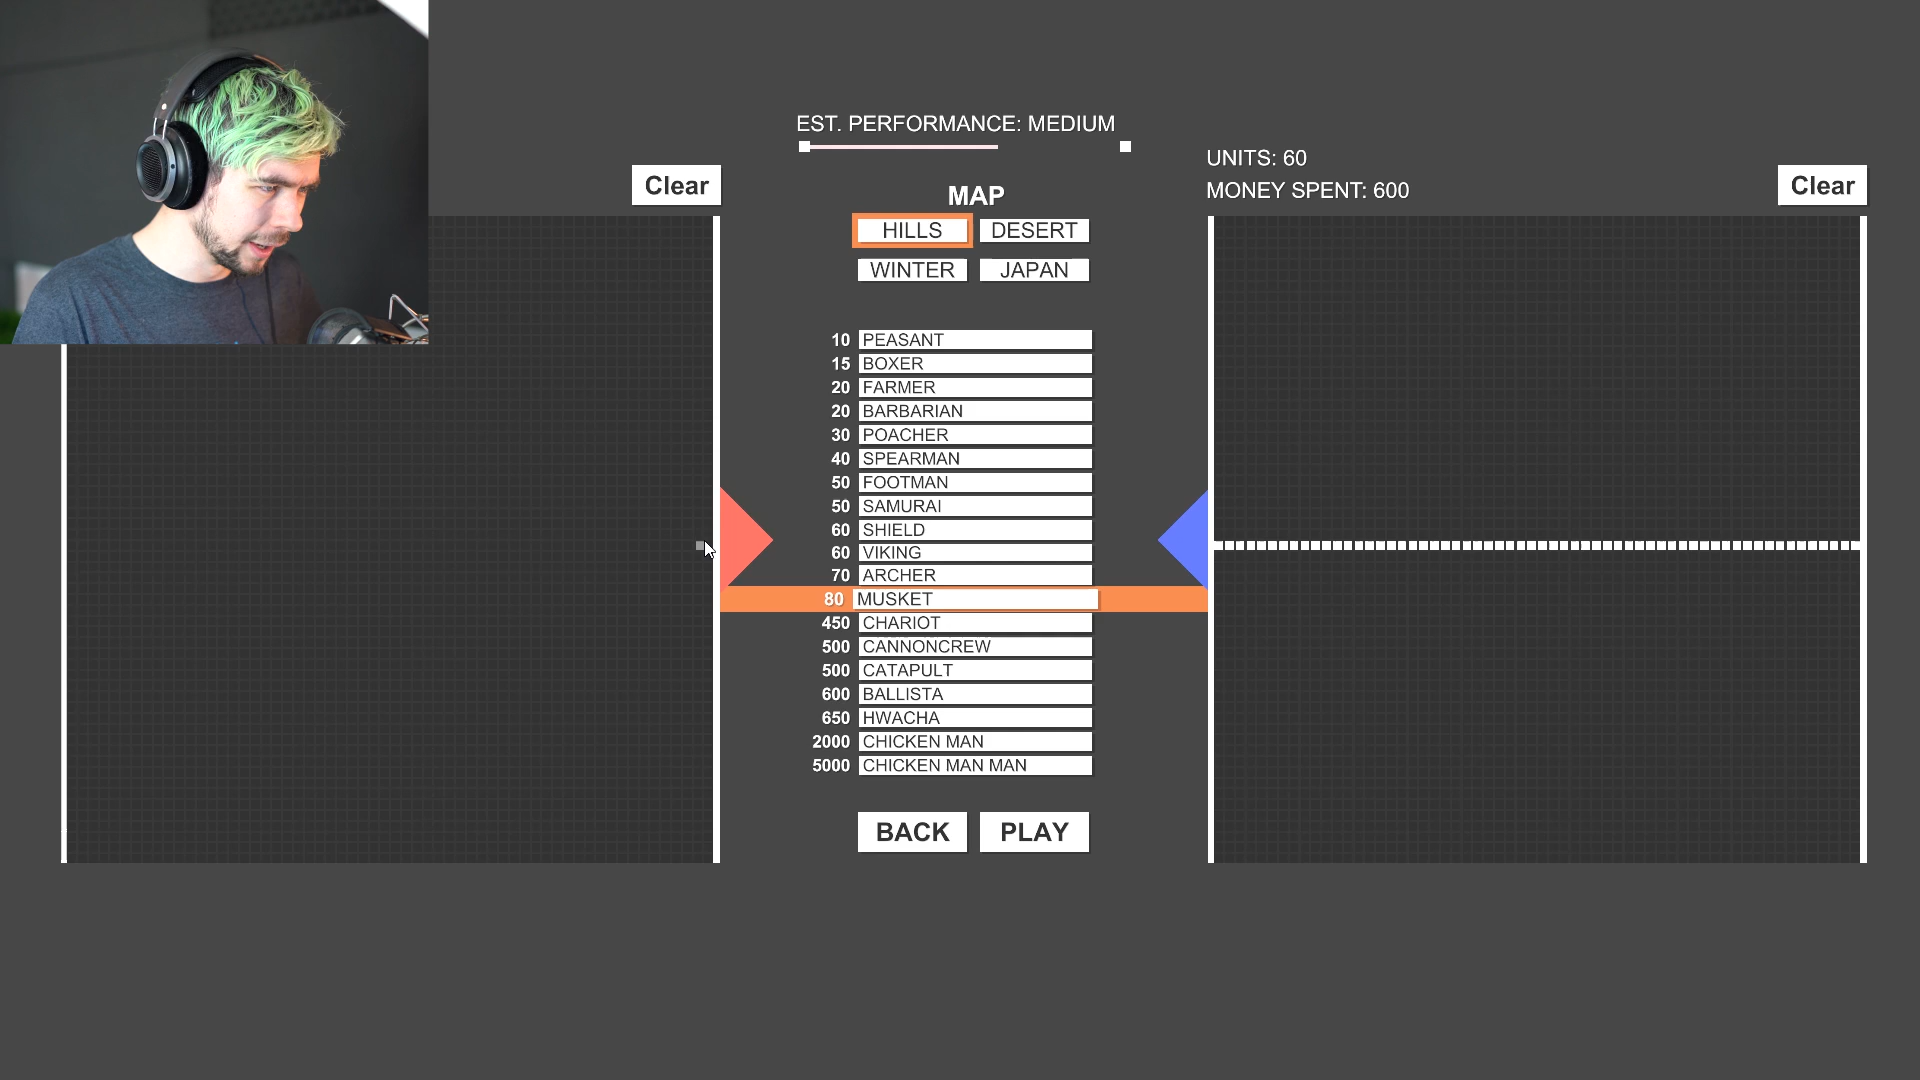 EST. PERFORMANCE: MEDIUM
UNITS: 60
MONEY SPENT: 600
Clear
Clear
MAP
HILLS DESERT
WINTER JAPAN
10 PEASANT
15 BOXER
20 FARMER
20 BARBARIAN
30 POACHER
40 SPEARMAN
50 FOOTMAN
50 SAMURAI
60 SHIELD
60 VIKING
70 ARCHER
80 MUSKET
450 CHARIOT
500 CANNONCREW
500 CATAPULT
600 BALLISTA
650 HWACHA
2000 CHICKEN MAN
5000 CHICKEN MAN MAN
BACK PLAY